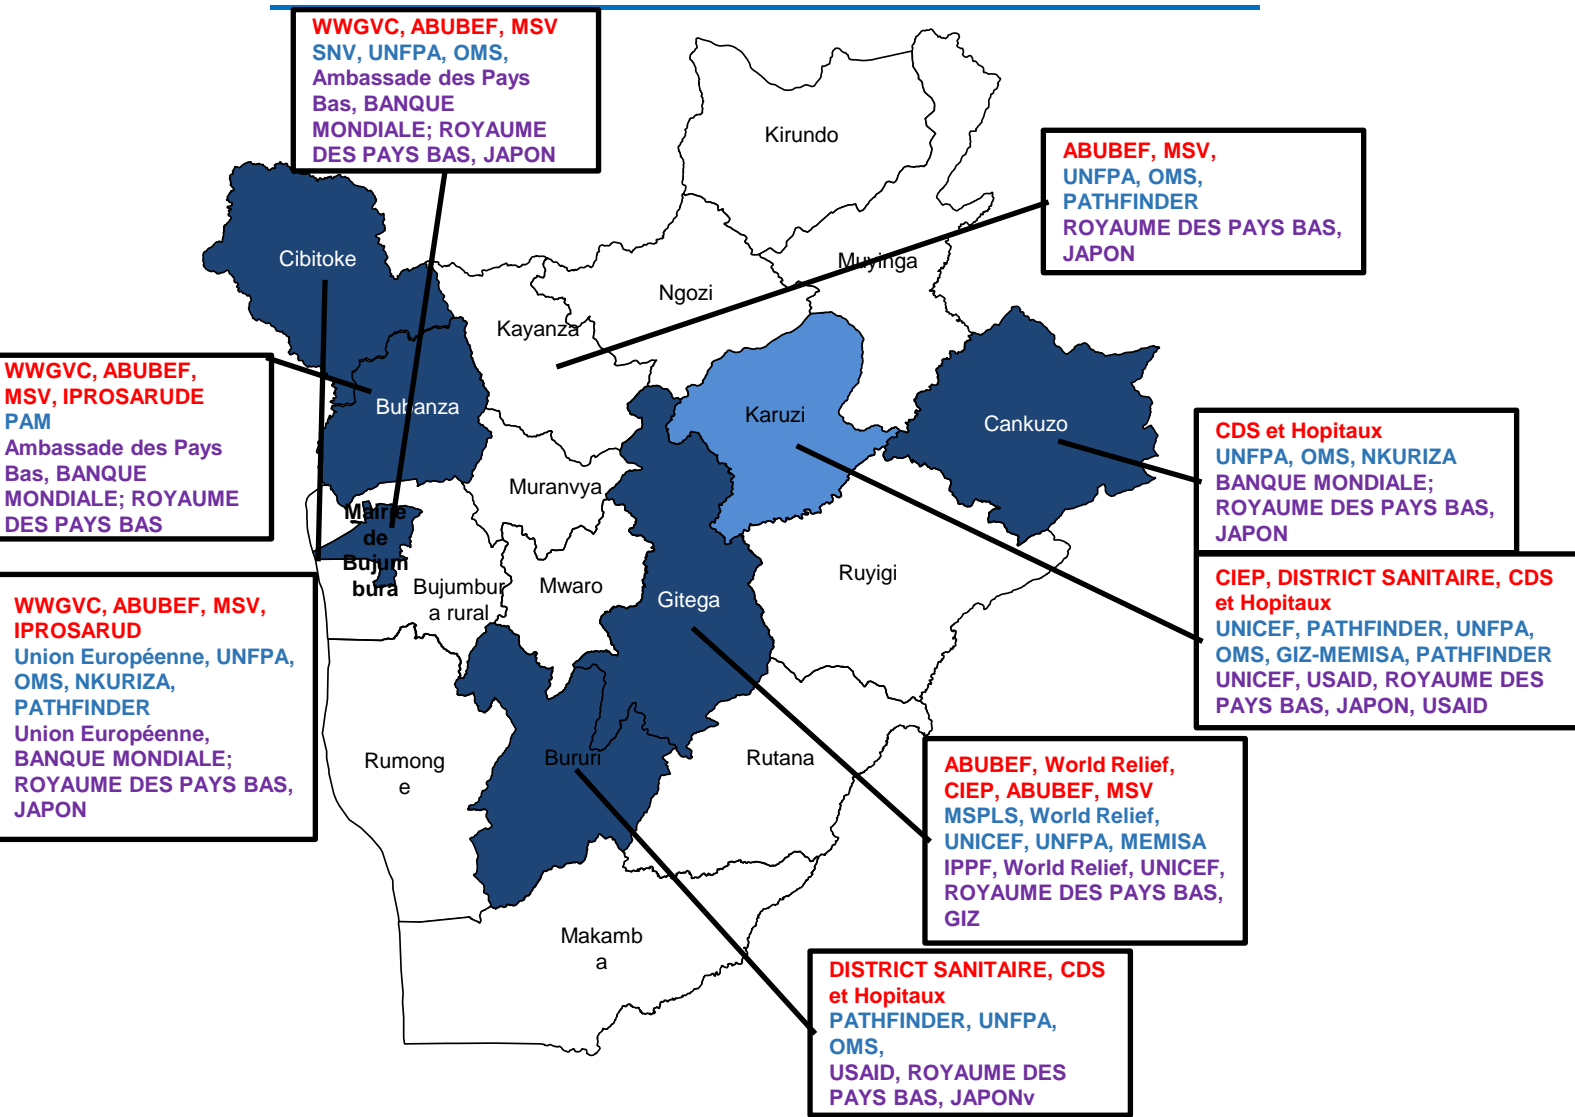 WWGVC, ABUBEF, MSV
SNV, UNFPA, OMS,
Ambassade des Pays
Bas, BANQUE
MONDIALE; ROYAUME
DES PAYS BAS, JAPON
Kirundo
ABUBEF, MSV,
UNFPA, OMS,
PATHFINDER
ROYAUME DES PAYS BAS,
JAPON
Cibitoke
Muyinga
Ngozi
Kayanza
WWGVC, ABUBEF,
MSV, IPROSARUDE
PAM
Ambassade des Pays
Bas, BANQUE
MONDIALE; ROYAUME
DES PAYS BAS
Bubanza
Karuzi
Cankuzo
CDS et Hopitaux
UNFPA, OMS, NKURIZA
BANQUE MONDIALE;
ROYAUME DES PAYS BAS,
JAPON
Muranvya
Mairie
de
Bujum
bura
Bujumbur
a rural
Mwaro
Gitega
Ruyigi
CIEP, DISTRICT SANITAIRE, CDS
et Hopitaux
UNICEF, PATHFINDER, UNFPA,
OMS, GIZ-MEMISA, PATHFINDER
UNICEF, USAID, ROYAUME DES
PAYS BAS, JAPON, USAID
WWGVC, ABUBEF, MSV,
IPROSARUD
Union Européenne, UNFPA,
OMS, NKURIZA,
PATHFINDER
Union Européenne,
BANQUE MONDIALE;
ROYAUME DES PAYS BAS,
JAPON
Rumong
e
Bururi
Rutana
ABUBEF, World Relief,
CIEP, ABUBEF, MSV
MSPLS, World Relief,
UNICEF, UNFPA, MEMISA
IPPF, World Relief, UNICEF,
ROYAUME DES PAYS BAS,
GIZ
Makamb
a
DISTRICT SANITAIRE, CDS
et Hopitaux
PATHFINDER, UNFPA,
OMS,
USAID, ROYAUME DES
PAYS BAS, JAPONv